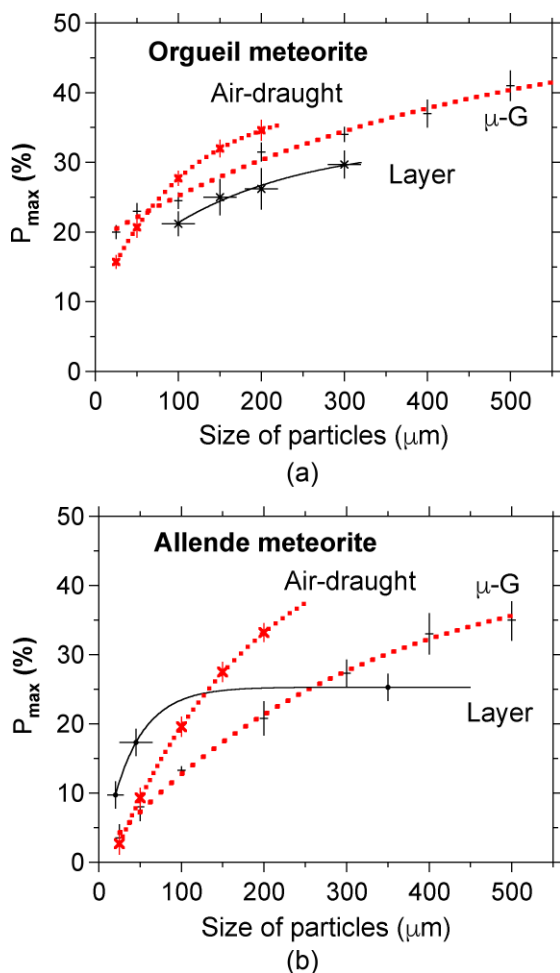 50
Orgueil meteorite
Air-draught
40
μ-G
30
Layer
20
10
0
P_max (%)
0 100 200 300 400 500
Size of particles (μm)
(a)
50
Allende meteorite
Air-draught
μ-G
40
30
Layer
20
10
0
P_max (%)
0 100 200 300 400 500
Size of particles (μm)
(b)